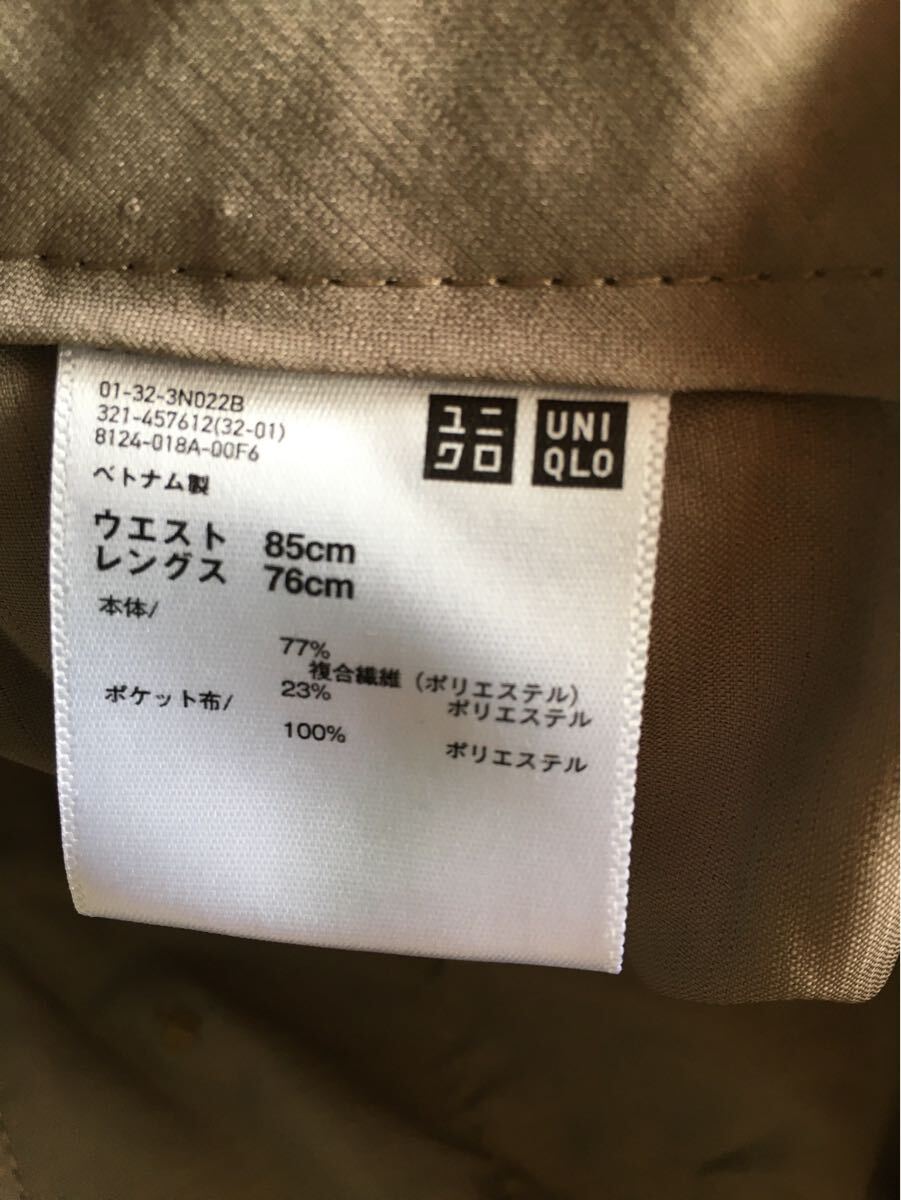 01-32-3N022B
321-457612(32-01)
8124-018A-00F6
ユニ
クロ
UNI
QLO
ベトナム製
ウエスト 85cm
レングス 76cm
本体/
77%
複合繊維（ポリエステル）
23% ポリエステル
ポケット布/
100% ポリエステル